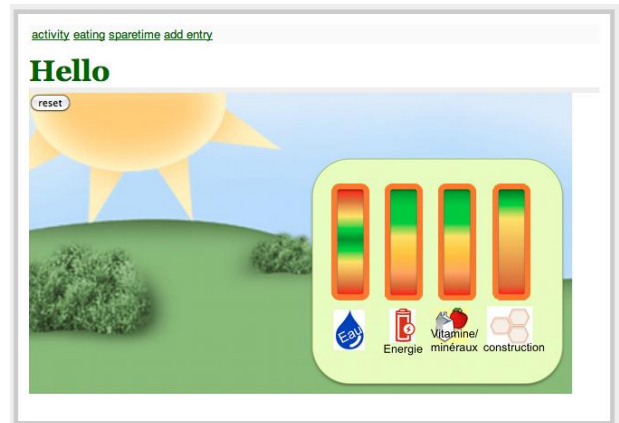 activity eating sparetime add entry
Hello
reset
Eau
Energie
Vitamine/
minéraux
construction